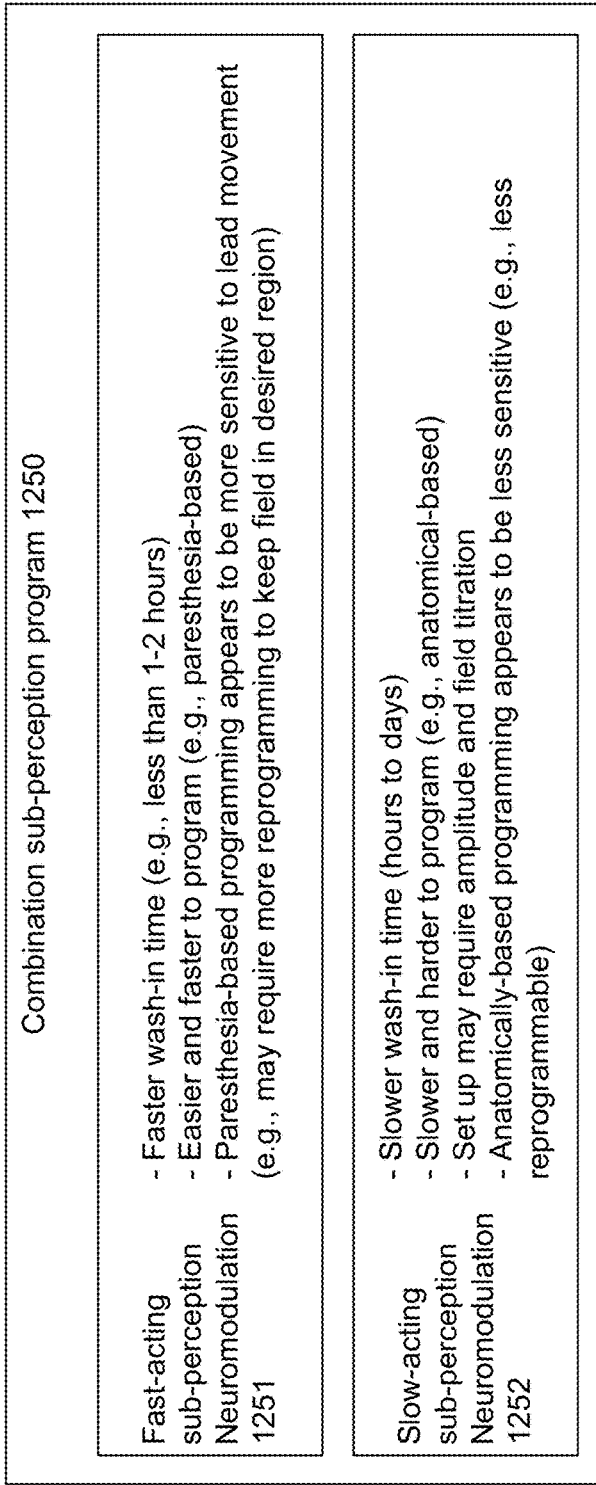 Combination sub-perception program 1250
Fast-acting
sub-perception
Neuromodulation
1251
- Faster wash-in time (e.g., less than 1-2 hours)
- Easier and faster to program (e.g., paresthesia-based)
- Paresthesia-based programming appears to be more sensitive to lead movement
(e.g., may require more reprogramming to keep field in desired region)
Slow-acting
sub-perception
Neuromodulation
1252
- Slower wash-in time (hours to days)
- Slower and harder to program (e.g., anatomical-based)
- Set up may require amplitude and field titration
- Anatomically-based programming appears to be less sensitive (e.g., less
reprogrammable)